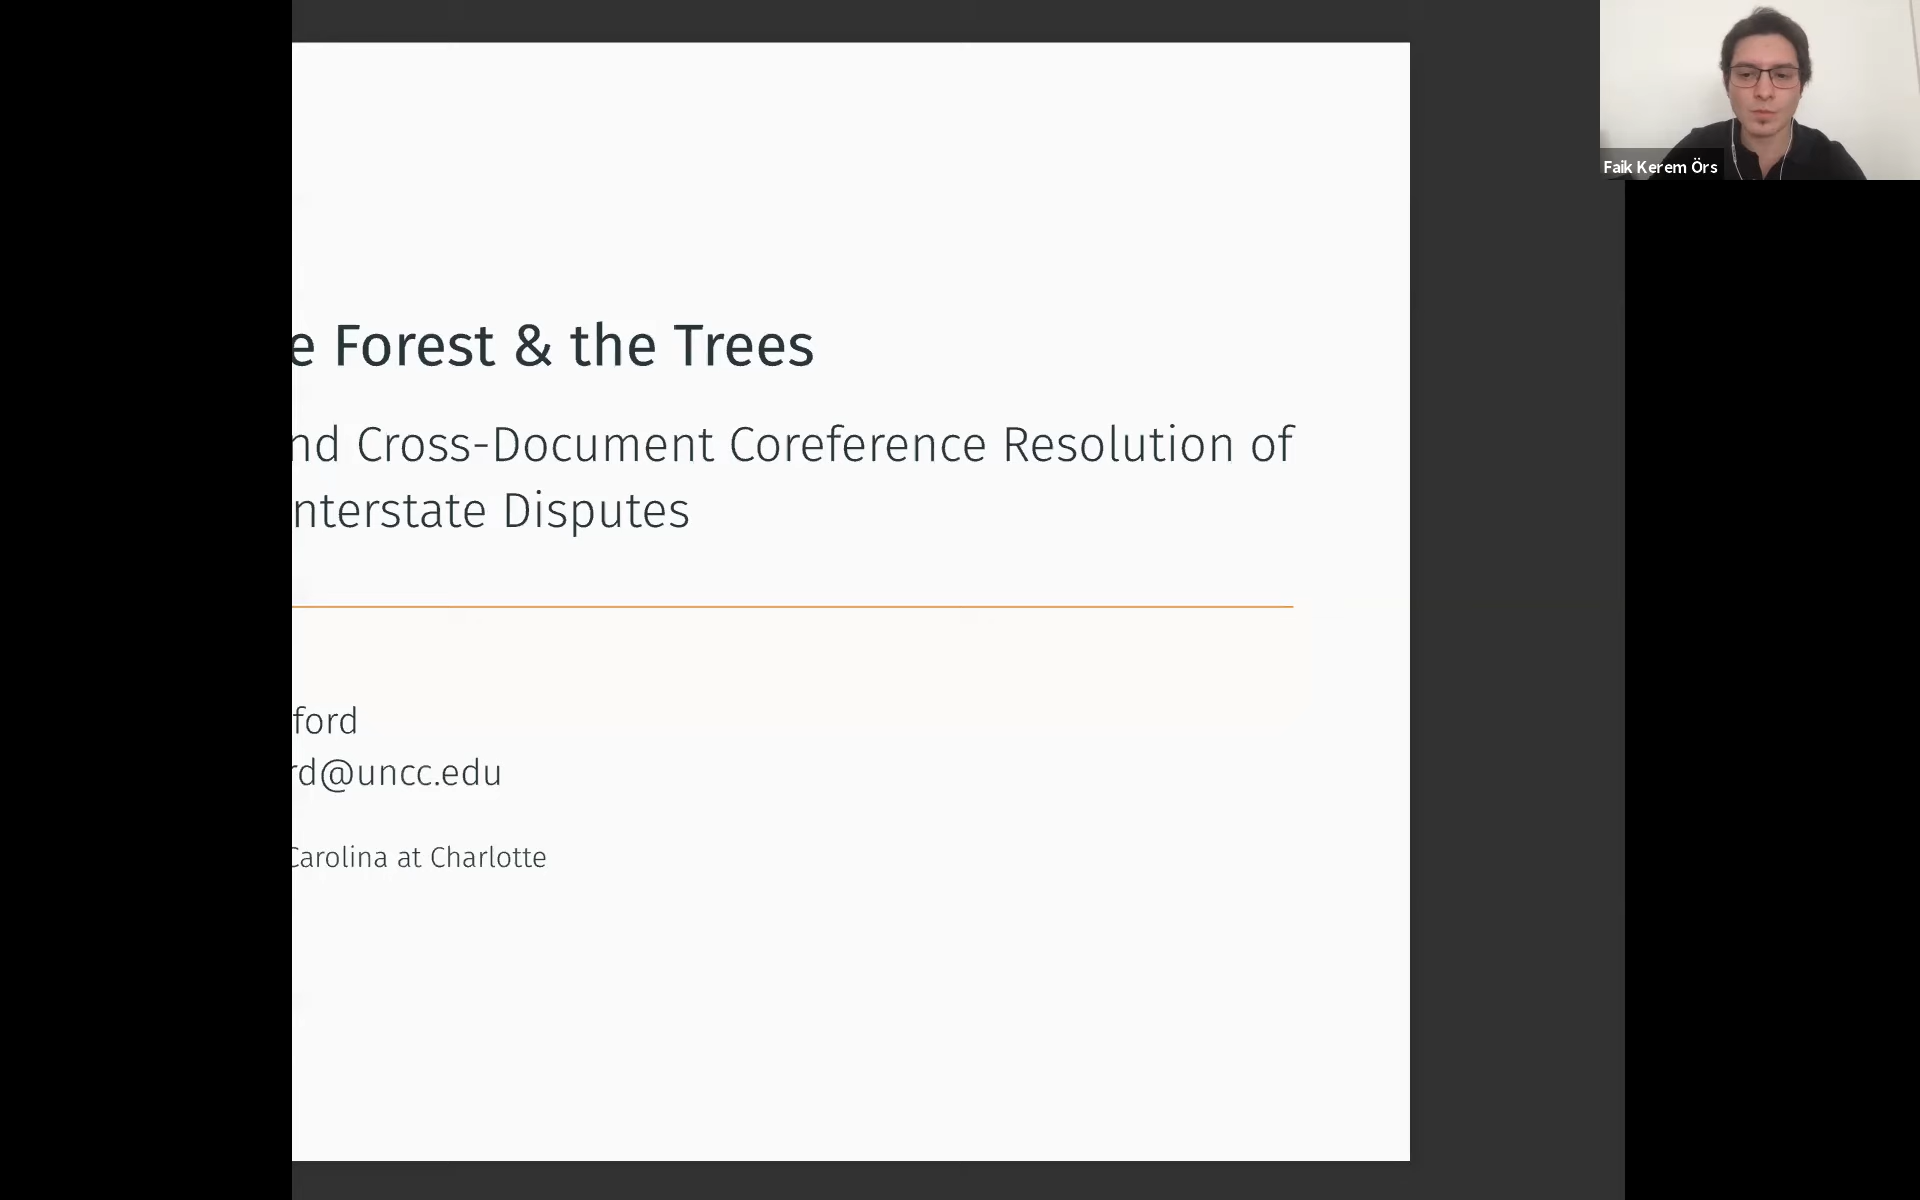 e Forest & the Trees
nd Cross-Document Coreference Resolution of
nterstate Disputes
ford
rd@uncc.edu
Carolina at Charlotte
Faik Kerem Örs